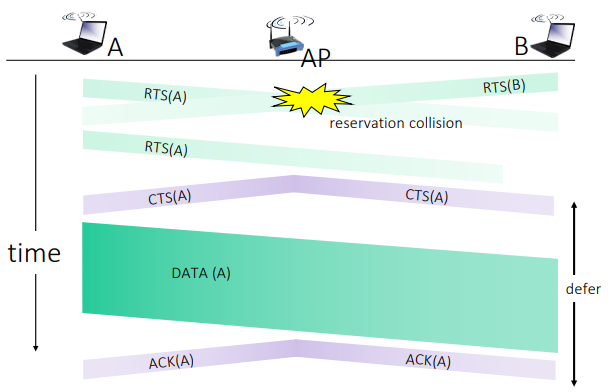 A
AP
B
RTS(A)
RTS(B)
reservation collision
RTS(A)
CTS(A)
CTS(A)
time
DATA (A)
defer
ACK(A)
ACK(A)